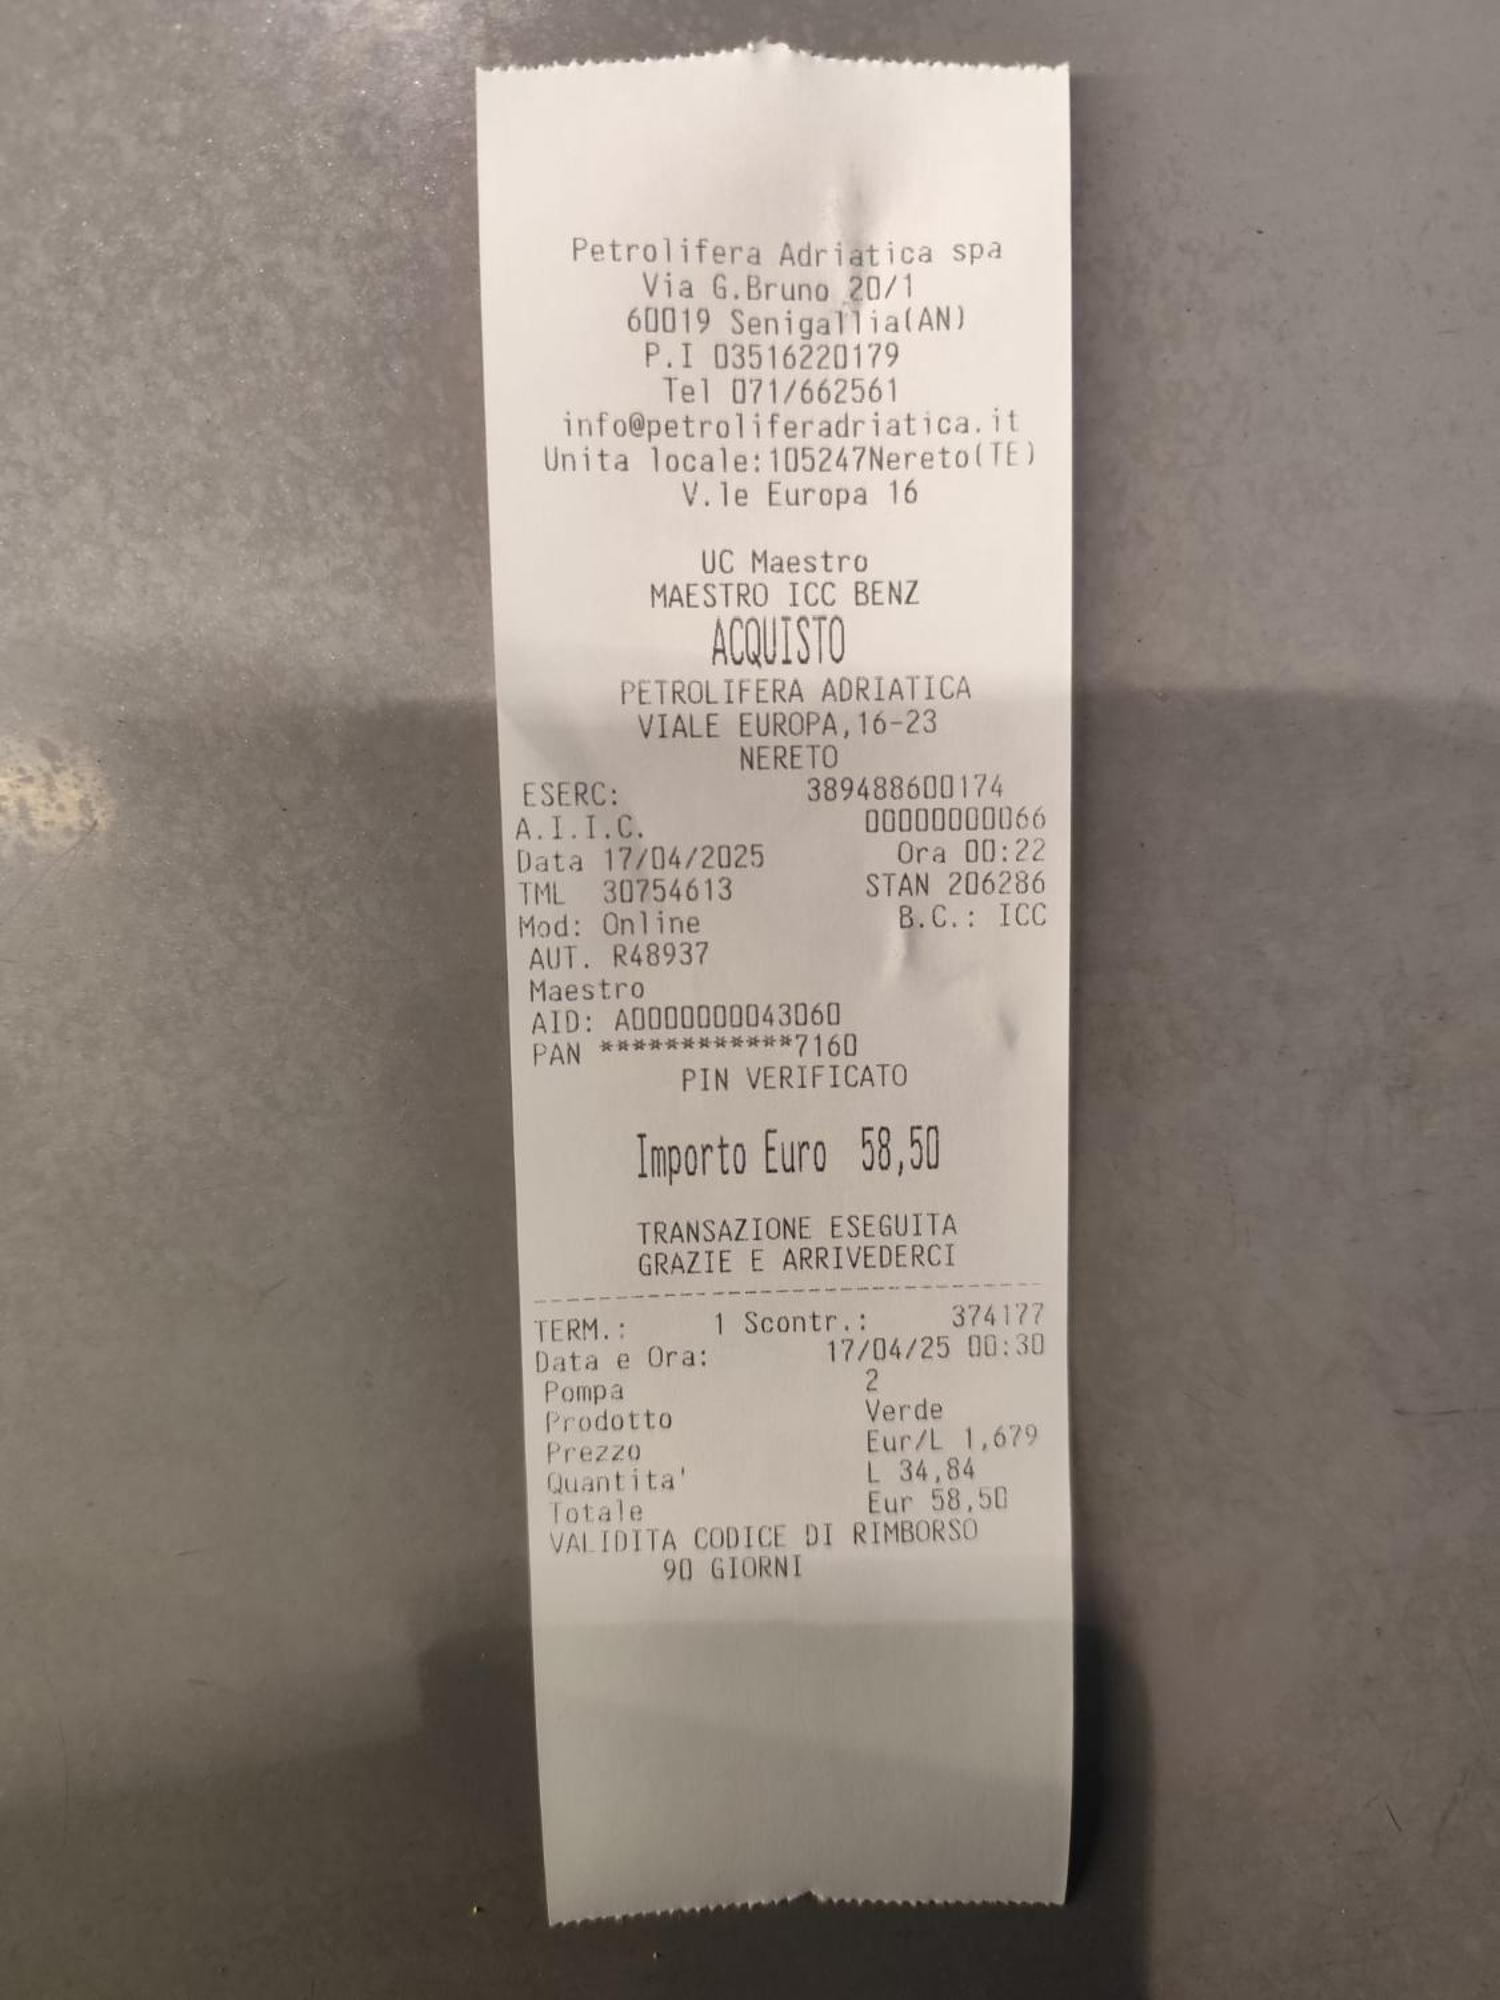 Petrolifera Adriatica spa
Via G.Bruno 20/1
60019 Senigallia(AN)
P.I 03516220179
Tel 071/662561
info@petroliferadriatica.it
Unita locale:105247Nereto(TE)
V.le Europa 16
UC Maestro
MAESTRO ICC BENZ
ACQUISTO
PETROLIFERA ADRIATICA
VIALE EUROPA,16-23
NERETO
ESERC: 389488600174
A.I.I.C. 00000000066
Data 17/04/2025 Ora 00:22
TML 30754613 STAN 206286
Mod: Online B.C.: ICC
AUT. R48937
Maestro
AID: A0000000043060
PAN ************7160
PIN VERIFICATO
Importo Euro 58,50
TRANSAZIONE ESEGUITA
GRAZIE E ARRIVEDERCI
--------------------------------
TERM.: 1 Scontr.: 374177
Data e Ora: 17/04/25 00:30
Pompa 2
Prodotto Verde
Prezzo Eur/L 1,679
Quantita' L 34,84
Totale Eur 58,50
VALIDITA CODICE DI RIMBORSO
90 GIORNI